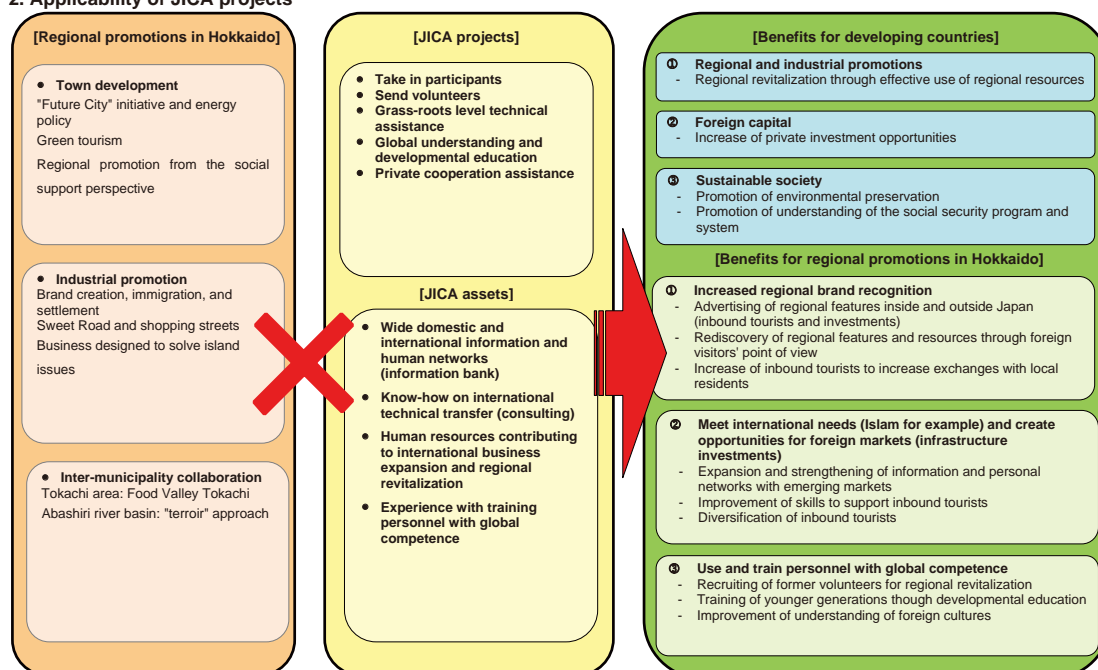 2. Applicability of JICA projects
[Regional promotions in Hokkaido]
● Town development
"Future City" initiative and energy
policy
Green tourism
Regional promotion from the social
support perspective
● Industrial promotion
Brand creation, immigration, and
settlement
Sweet Road and shopping streets
Business designed to solve island
issues
● Inter-municipality collaboration
Tokachi area: Food Valley Tokachi
Abashiri river basin: "terroir" approach
[JICA projects]
● Take in participants
● Send volunteers
● Grass-roots level technical
assistance
● Global understanding and
developmental education
● Private cooperation assistance
[JICA assets]
● Wide domestic and
international information and
human networks
(information bank)
● Know-how on international
technical transfer (consulting)
● Human resources contributing
to international business
expansion and regional
revitalization
● Experience with training
personnel with global
competence
[Benefits for developing countries]
① Regional and industrial promotions
- Regional revitalization through effective use of regional resources
② Foreign capital
- Increase of private investment opportunities
③ Sustainable society
- Promotion of environmental preservation
- Promotion of understanding of the social security program and
system
[Benefits for regional promotions in Hokkaido]
① Increased regional brand recognition
- Advertising of regional features inside and outside Japan
(inbound tourists and investments)
- Rediscovery of regional features and resources through foreign
visitors' point of view
- Increase of inbound tourists to increase exchanges with local
residents
② Meet international needs (Islam for example) and create
opportunities for foreign markets (infrastructure
investments)
- Expansion and strengthening of information and personal
networks with emerging markets
- Improvement of skills to support inbound tourists
- Diversification of inbound tourists
③ Use and train personnel with global competence
- Recruiting of former volunteers for regional revitalization
- Training of younger generations though developmental education
- Improvement of understanding of foreign cultures